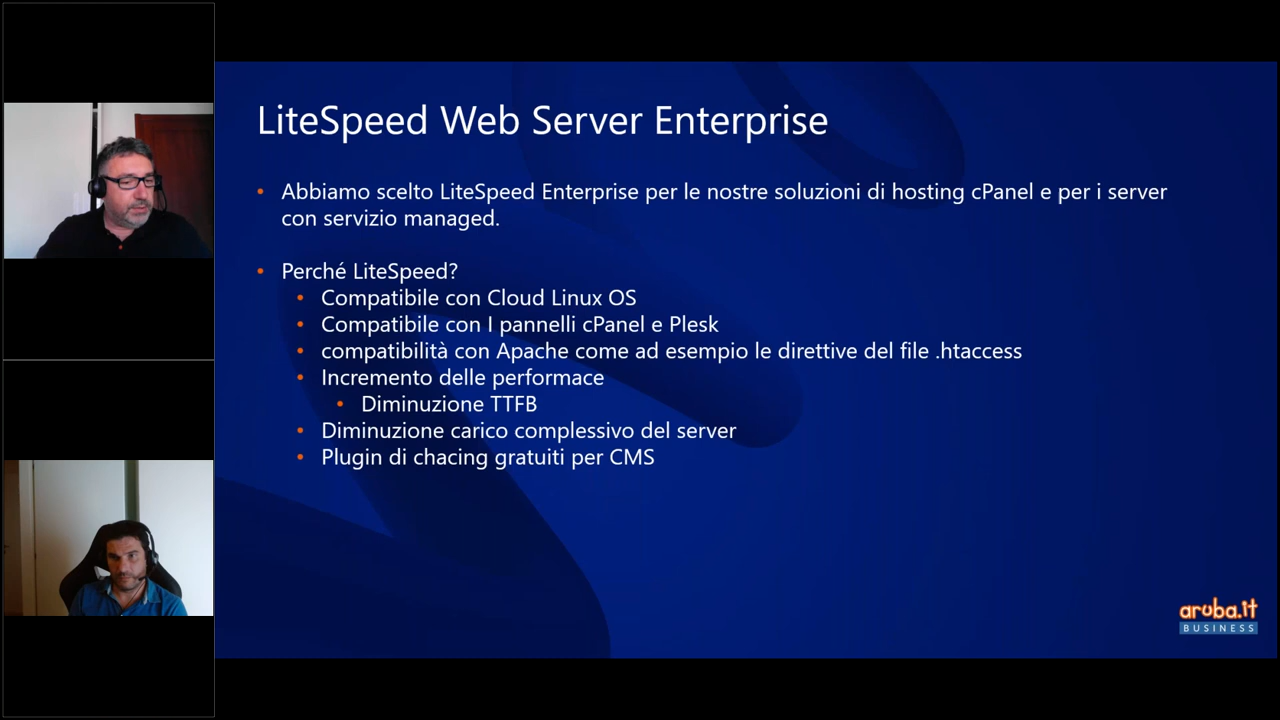 LiteSpeed Web Server Enterprise
Abbiamo scelto LiteSpeed Enterprise per le nostre soluzioni di hosting cPanel e per i server
con servizio managed.
Perché LiteSpeed?
Compatibile con Cloud Linux OS
Compatibile con I pannelli cPanel e Plesk
compatibilità con Apache come ad esempio le direttive del file .htaccess
Incremento delle performace
Diminuzione TTFB
Diminuzione carico complessivo del server
Plugin di chacing gratuiti per CMS
aruba.it
BUSINESS